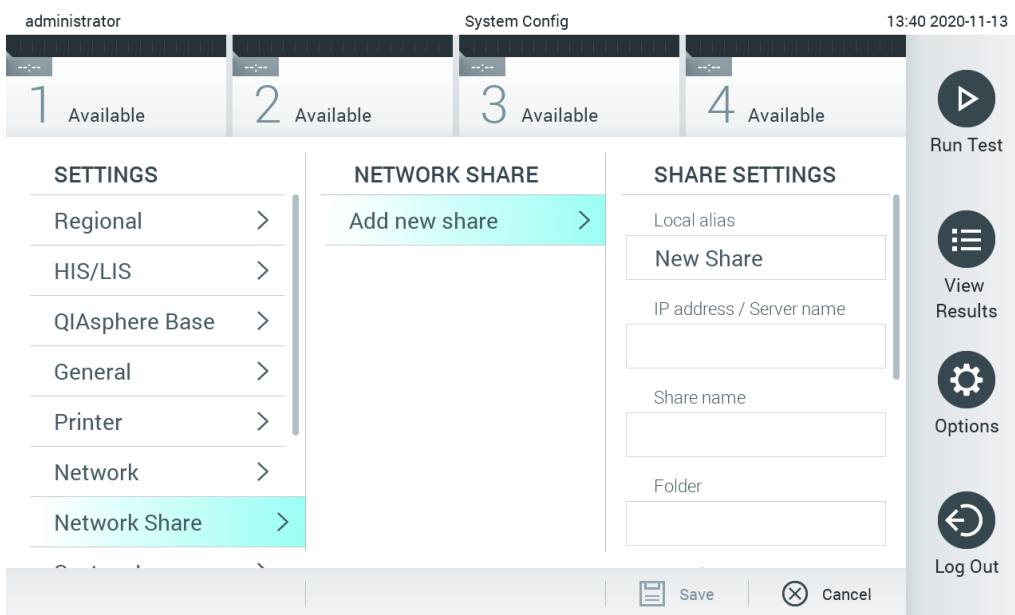 administrator System Config 13:40 2020-11-13
--:-- --:-- --:-- --:--
1 Available 2 Available 3 Available 4 Available
Run Test
View
Results
Options
Log Out
SETTINGS
Regional
HIS/LIS
QIAsphere Base
General
Printer
Network
Network Share
NETWORK SHARE
Add new share
SHARE SETTINGS
Local alias
New Share
IP address / Server name
Share name
Folder
Save Cancel